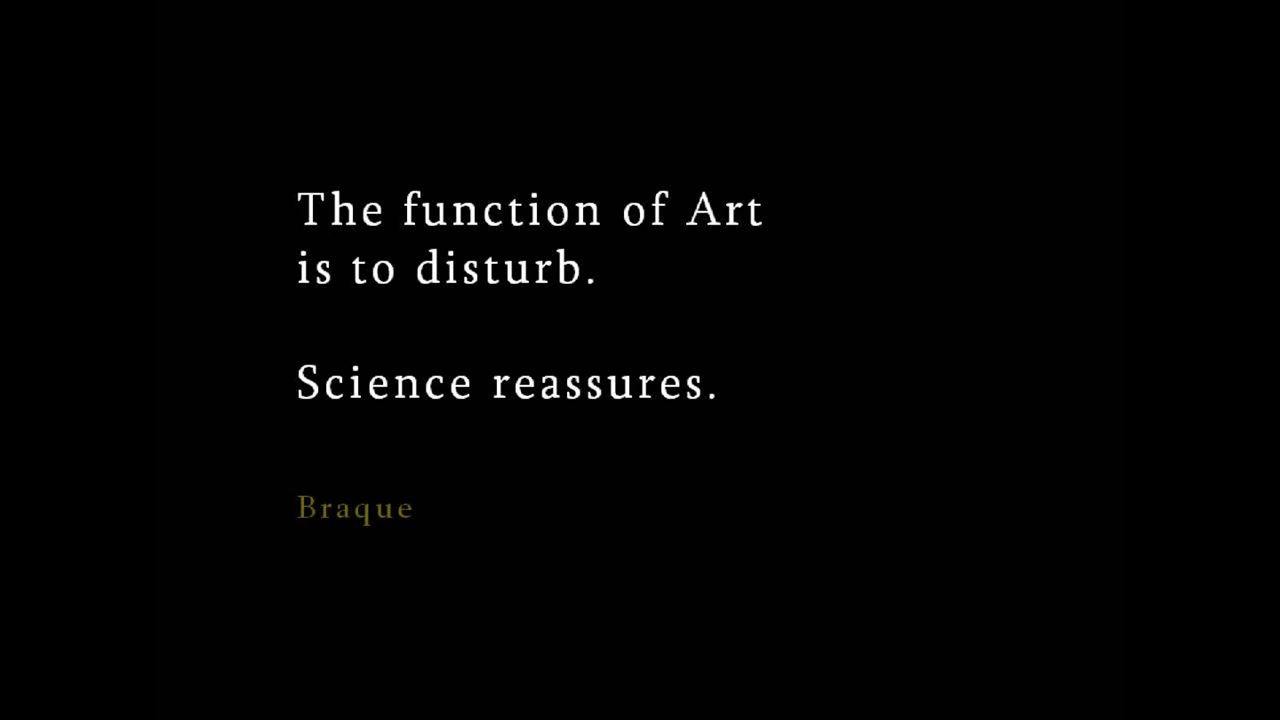 The function of Art
is to disturb.
Science reassures.
Braque